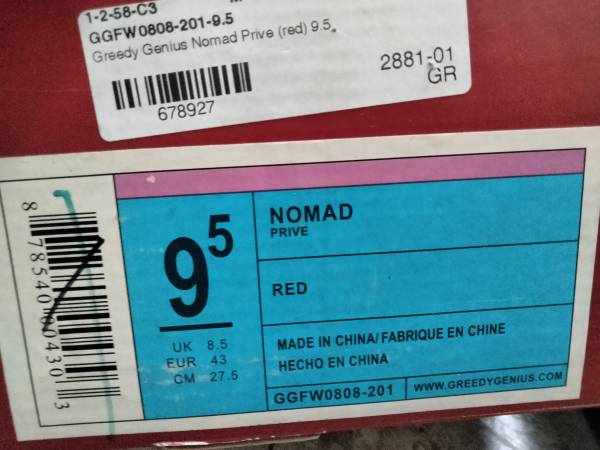 1-2-58-C3
GGFW0808-201-9.5
Greedy Genius Nomad Prive (red) 9.5
2881-01
GR
678927
9 5
UK 8.5
EUR 43
CM 27.5
NOMAD
PRIVE
RED
MADE IN CHINA/ FABRIQUE EN CHINE
HECHO EN CHINA
GGFW0808-201
WWW.GREEDYGENIUS.COM